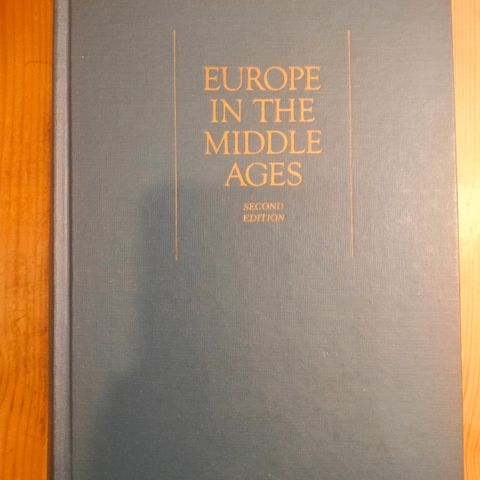 EUROPE
IN THE
MIDDLE
AGES
SECOND
EDITION